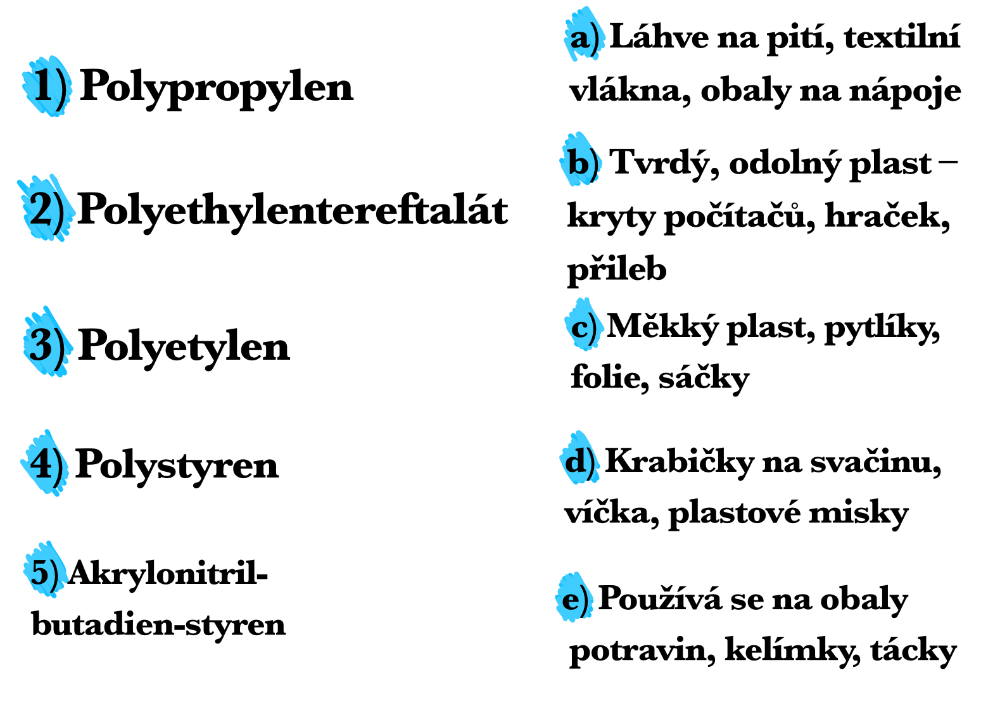 1) Polypropylen
2) Polyethylentereftalát
3) Polyetylen
4) Polystyren
5) Akrylonitril-
butadien-styren
a) Láhve na pití, textilní
vlákna, obaly na nápoje
b) Tvrdý, odolný plast –
kryty počítačů, hraček,
přileb
c) Měkký plast, pytlíky,
folie, sáčky
d) Krabičky na svačinu,
víčka, plastové misky
e) Používá se na obaly
potravin, kelímky, tácky